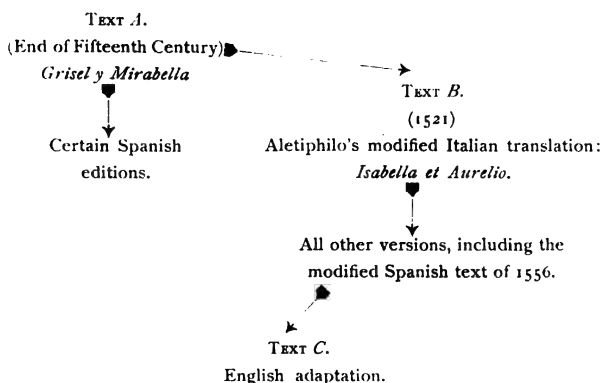 TEXT A.
(End of Fifteenth Century)
Grisel y Mirabella
Certain Spanish
editions.
TEXT B.
(1521)
Aletiphilo's modified Italian translation:
Isabella et Aurelio.
All other versions, including the
modified Spanish text of 1556.
TEXT C.
English adaptation.